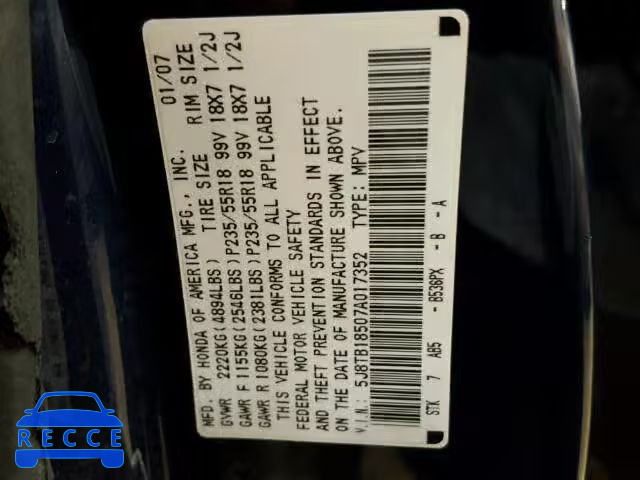 MFD. BY HONDA OF AMERICA MFG., INC. 01/07
GVWR 2220KG(4894LBS) TIRE SIZE RIM SIZE
GAWR F 1155KG(2546LBS)P235/55R18 99V 18X7 1/2J
GAWR R 1080KG(2381LBS)P235/55R18 99V 18X7 1/2J
THIS VEHICLE CONFORMS TO ALL APPLICABLE
FEDERAL MOTOR VEHICLE SAFETY
AND THEFT PREVENTION STANDARDS IN EFFECT
ON THE DATE OF MANUFACTURE SHOWN ABOVE.
V.I.N.: 5J8TB18507A017352 TYPE: MPV
STK 7 AB5 - B536PX - B - A
RECCE